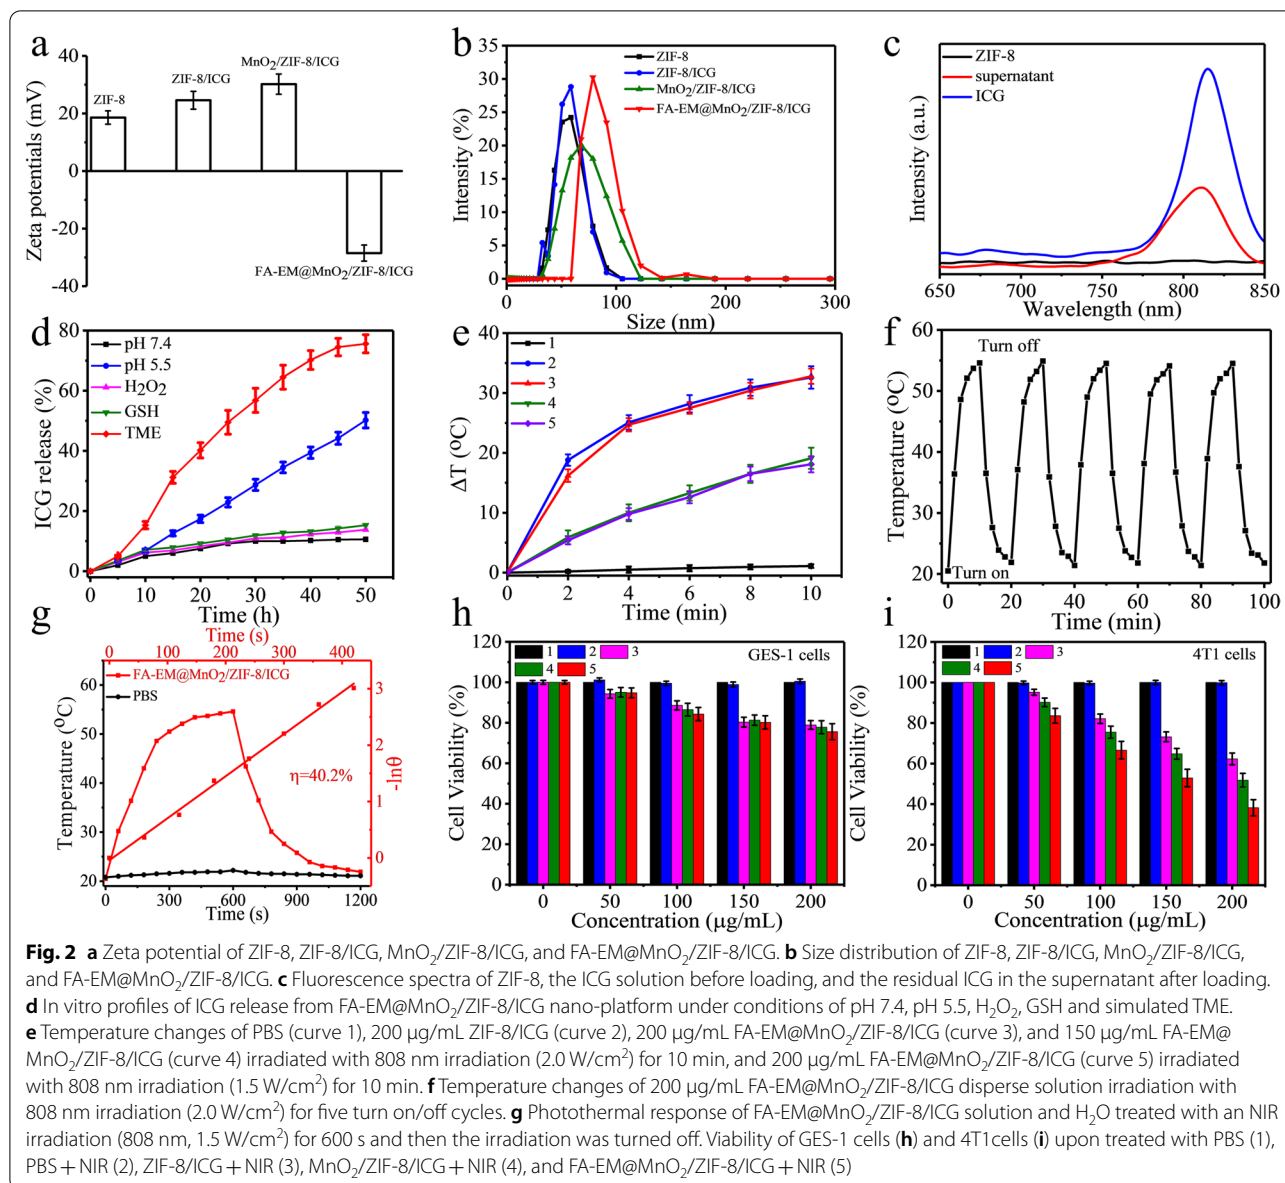 a
Zeta potentials (mV)
40
20
0
-20
-40
ZIF-8
ZIF-8/ICG
MnO₂/ZIF-8/ICG
FA-EM@MnO₂/ZIF-8/ICG
b
Intensity (%)
35
30
25
20
15
10
5
0
ZIF-8
ZIF-8/ICG
MnO₂/ZIF-8/ICG
FA-EM@MnO₂/ZIF-8/ICG
0 100 200 300
Size (nm)
c
Intensity (a.u.)
ZIF-8
supernatant
ICG
650 700 750 800 850
Wavelength (nm)
d
ICG release (%)
80
60
40
20
0
pH 7.4
pH 5.5
H₂O₂
GSH
TME
0 10 20 30 40 50
Time (h)
e
ΔT (°C)
40
30
20
10
0
1
2
3
4
5
0 2 4 6 8 10
Time (min)
f
Temperature (°C)
60
55
50
45
40
35
30
25
20
Turn off
Turn on
0 20 40 60 80 100
Time (min)
g
Time (s)
0 100 200 300 400
Temperature (°C)
60
50
40
30
20
FA-EM@MnO₂/ZIF-8/ICG
PBS
η=40.2%
3
2
1
0
-lnθ
0 300 600 900 1200
Time (s)
h
Cell Viability (%)
120
100
80
60
40
20
0
1 2 3
4 5
GES-1 cells
0 50 100 150 200
Concentration (μg/mL)
i
Cell Viability (%)
120
100
80
60
40
20
0
1 2 3
4 5
4T1 cells
0 50 100 150 200
Concentration (μg/mL)
Fig. 2 a Zeta potential of ZIF-8, ZIF-8/ICG, MnO₂/ZIF-8/ICG, and FA-EM@MnO₂/ZIF-8/ICG. b Size distribution of ZIF-8, ZIF-8/ICG, MnO₂/ZIF-8/ICG,
and FA-EM@MnO₂/ZIF-8/ICG. c Fluorescence spectra of ZIF-8, the ICG solution before loading, and the residual ICG in the supernatant after loading.
d In vitro profiles of ICG release from FA-EM@MnO₂/ZIF-8/ICG nano-platform under conditions of pH 7.4, pH 5.5, H₂O₂, GSH and simulated TME.
e Temperature changes of PBS (curve 1), 200 μg/mL ZIF-8/ICG (curve 2), 200 μg/mL FA-EM@MnO₂/ZIF-8/ICG (curve 3), and 150 μg/mL FA-EM@
MnO₂/ZIF-8/ICG (curve 4) irradiated with 808 nm irradiation (2.0 W/cm²) for 10 min, and 200 μg/mL FA-EM@MnO₂/ZIF-8/ICG (curve 5) irradiated
with 808 nm irradiation (1.5 W/cm²) for 10 min. f Temperature changes of 200 μg/mL FA-EM@MnO₂/ZIF-8/ICG disperse solution irradiation with
808 nm irradiation (2.0 W/cm²) for five turn on/off cycles. g Photothermal response of FA-EM@MnO₂/ZIF-8/ICG solution and H₂O treated with an NIR
irradiation (808 nm, 1.5 W/cm²) for 600 s and then the irradiation was turned off. Viability of GES-1 cells (h) and 4T1cells (i) upon treated with PBS (1),
PBS + NIR (2), ZIF-8/ICG + NIR (3), MnO₂/ZIF-8/ICG + NIR (4), and FA-EM@MnO₂/ZIF-8/ICG + NIR (5)